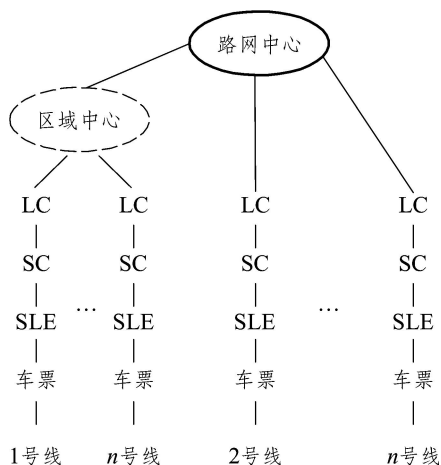 路网中心
区域中心
LC LC LC LC
SC SC SC SC
SLE … SLE SLE … SLE
车票 车票 车票 车票
1号线 n号线 2号线 n号线